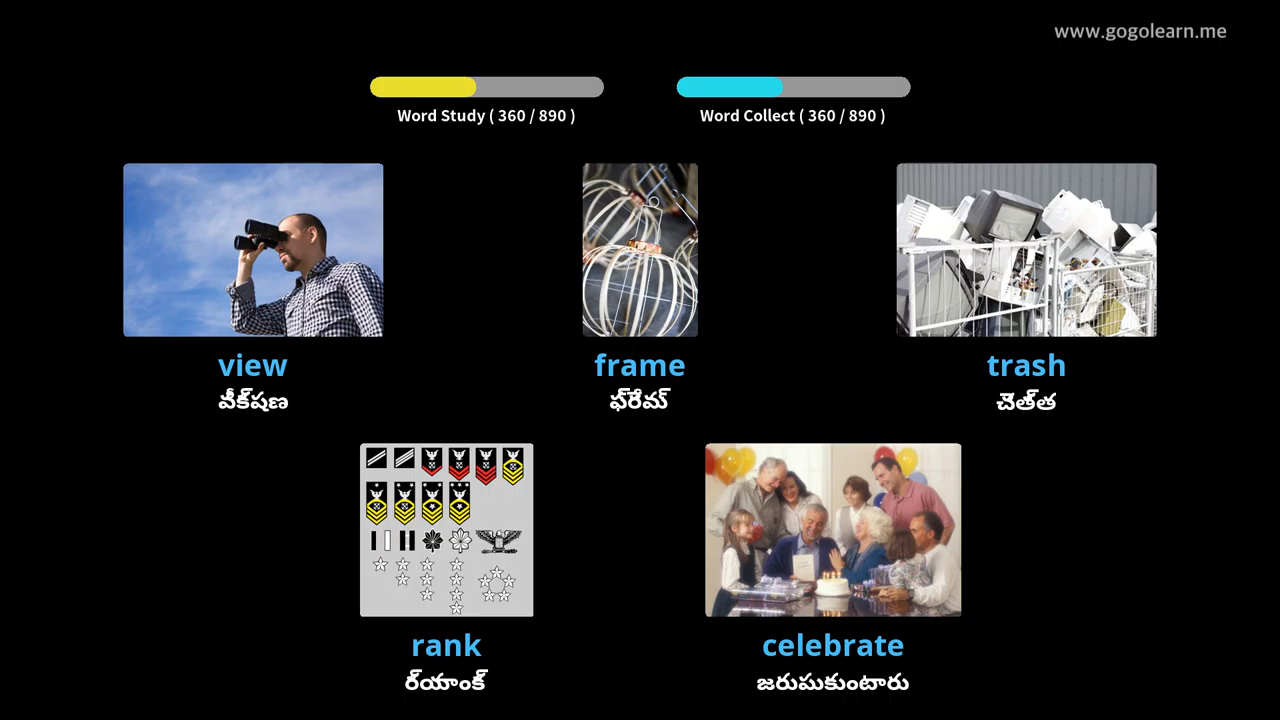 www.gogolearn.me
Word Study ( 360 / 890 )
Word Collect ( 360 / 890 )
view
frame
trash
వీక్షణ
ఫ్రేమ్
చెత్త
rank
celebrate
ర్యాంక్
జరుపుకుంటారు